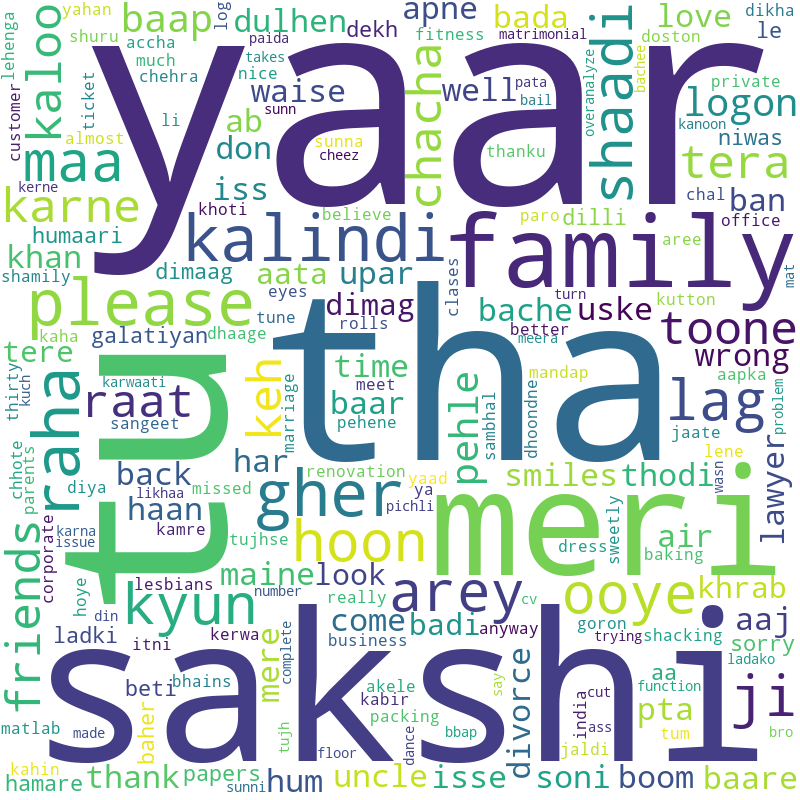 yaar
tha
tu
sakshi
meri
family
kalindi
please
hoon
gher
kyun
arey
ooye
ji
lag
raha
raat
maa
karne
kaloo
chacha
shaadi
friends
toone
tera
logon
keh
baap
dulhen
apne
bada
love
le
dikha
yahan
log
paida
dekh
matrimonial
fitness
doston
lehenga
shuru
accha
much
chehra
takes
nice
waise
well
pata
bail
private
overanalyze
bachee
customer
ticket
li
ab
sunn
almost
don
sunna
cheez
thanku
kanoon
niwas
kerne
iss
khoti
believe
paro
dilli
chal
ban
office
khan
humaari
dimaag
aata
upar
aree
mat
shamily
eyes
turn
clases
kutton
tune
rolls
dimag
bache
uske
kaha
galatiyan
dhaage
better
meera
wrong
tere
thirty
kuch
karwaati
time
meet
mandap
aapka
problem
marriage
pehene
baar
pehle
sambhal
dhoondne
jaate
sangeet
chhote
parents
back
har
renovation
yaad
smiles
thodi
lene
wasn
lawyer
diya
likhaa
missed
ya
pichli
haan
kamre
karna
issue
corporate
tujhse
dress
sweetly
air
baking
hoye
lesbians
maine
look
really
cv
khrab
number
din
come
badi
anyway
goron
trying
shacking
aaj
ladki
itni
kerwa
mere
complete
business
sorry
ladako
beti
bhains
akele
kabir
say
divorce
aa
function
matlab
made
baher
packing
india
cut
ass
pta
tum
bro
kahin
tujh
floor
dance
bbap
jaldi
hamare
thank
papers
sunni
hum
uncle
isse
soni
boom
baare